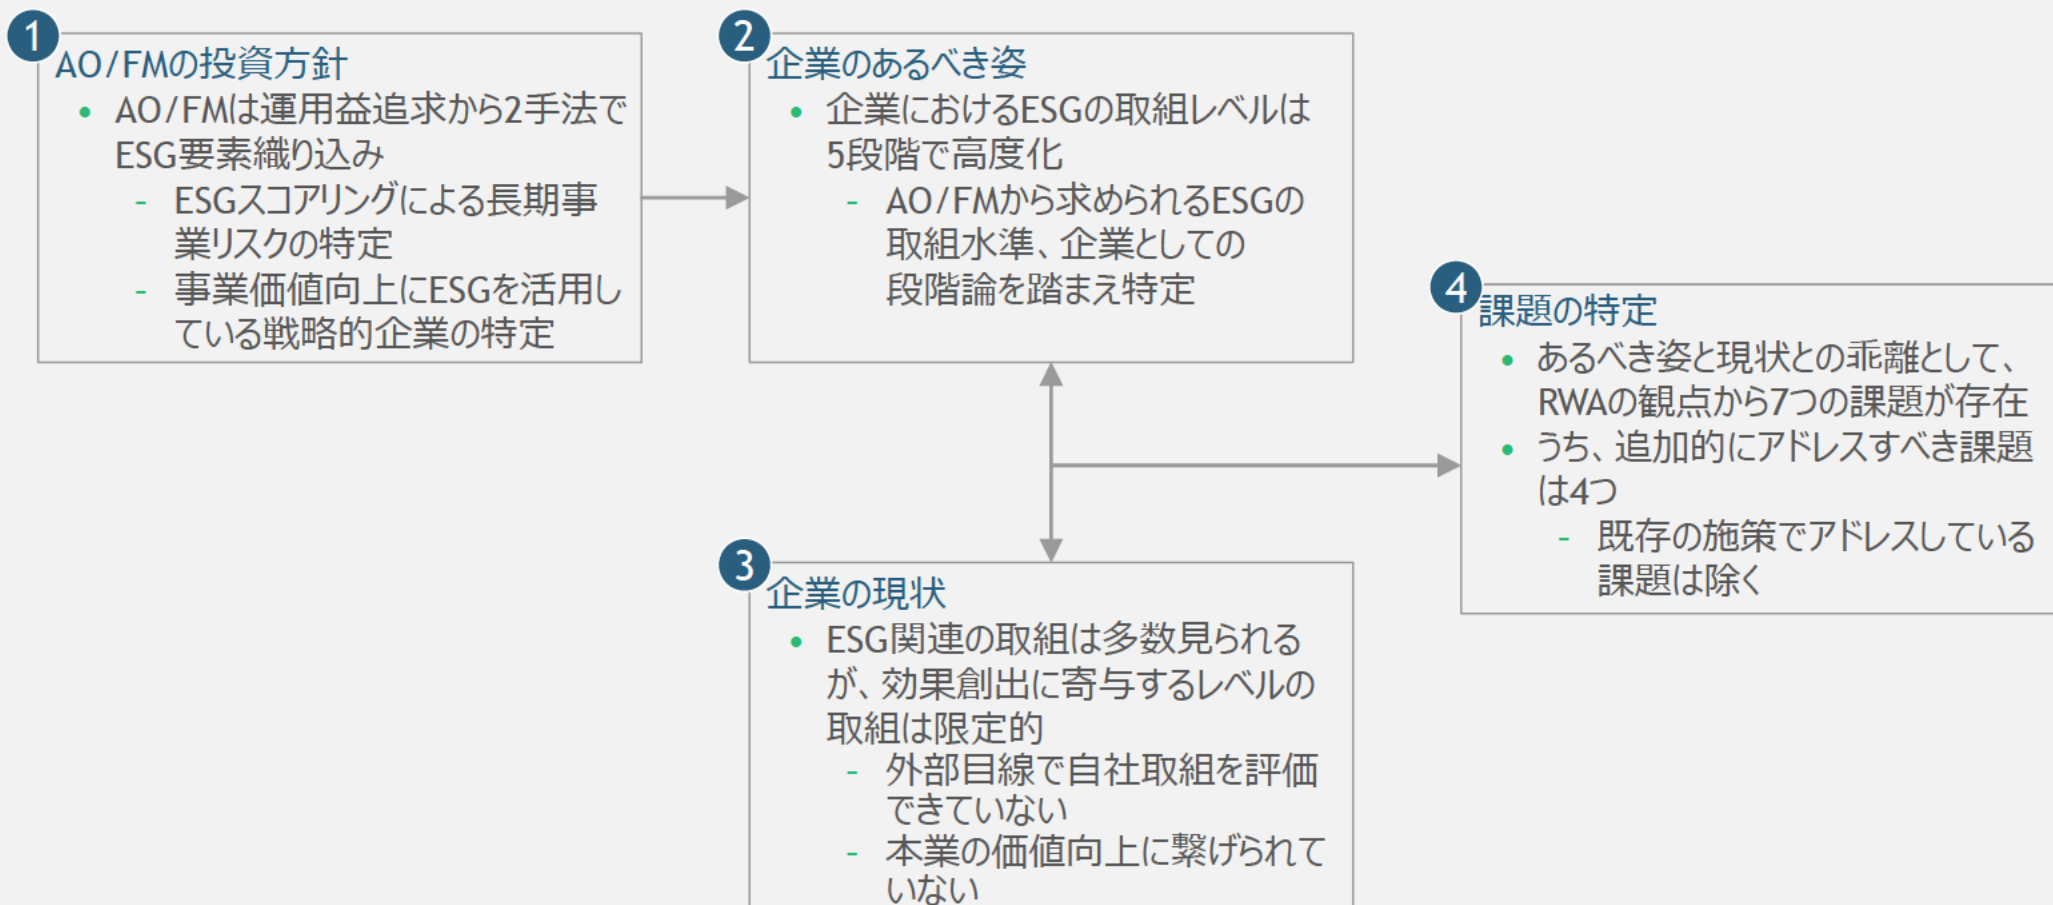 1
AO/FMの投資方針
• AO/FMは運用益追求から2手法で
ESG要素織り込み
- ESGスコアリングによる長期事
業リスクの特定
- 事業価値向上にESGを活用し
ている戦略的企業の特定
2
企業のあるべき姿
• 企業におけるESGの取組レベルは
5段階で高度化
- AO/FMから求められるESGの
取組水準、企業としての
段階論を踏まえ特定
3
企業の現状
• ESG関連の取組は多数見られる
が、効果創出に寄与するレベルの
取組は限定的
- 外部目線で自社取組を評価
できていない
- 本業の価値向上に繋げられて
いない
4
課題の特定
• あるべき姿と現状との乖離として、
RWAの観点から7つの課題が存在
• うち、追加的にアドレスすべき課題
は4つ
- 既存の施策でアドレスしている
課題は除く